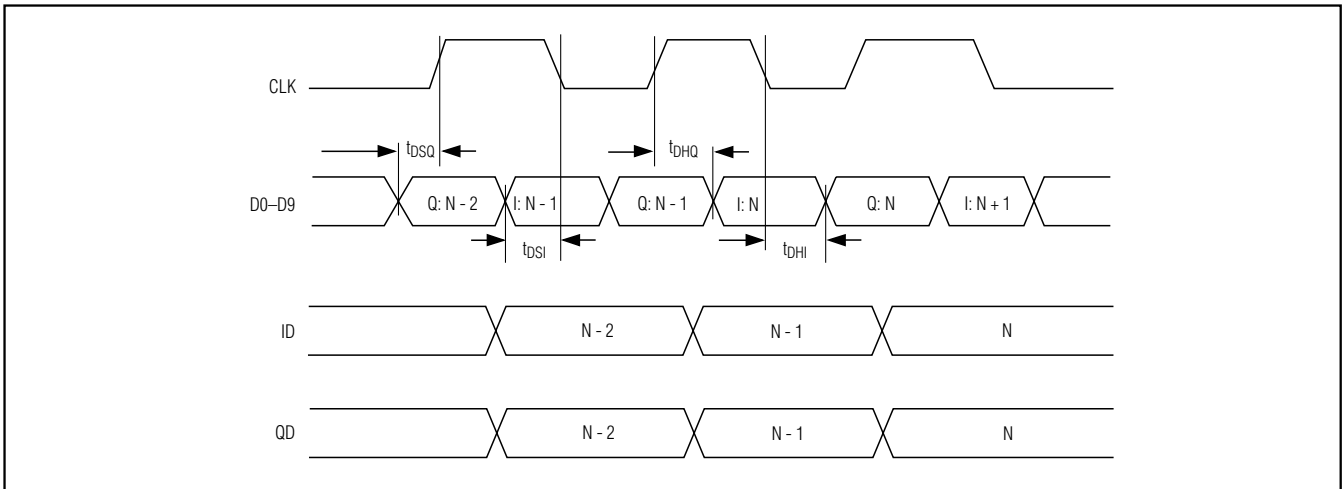 CLK
tDSQ
tDHQ
D0–D9
Q: N - 2
I: N - 1
Q: N - 1
I: N
Q: N
I: N + 1
tDSI
tDHI
ID
N - 2
N - 1
N
QD
N - 2
N - 1
N